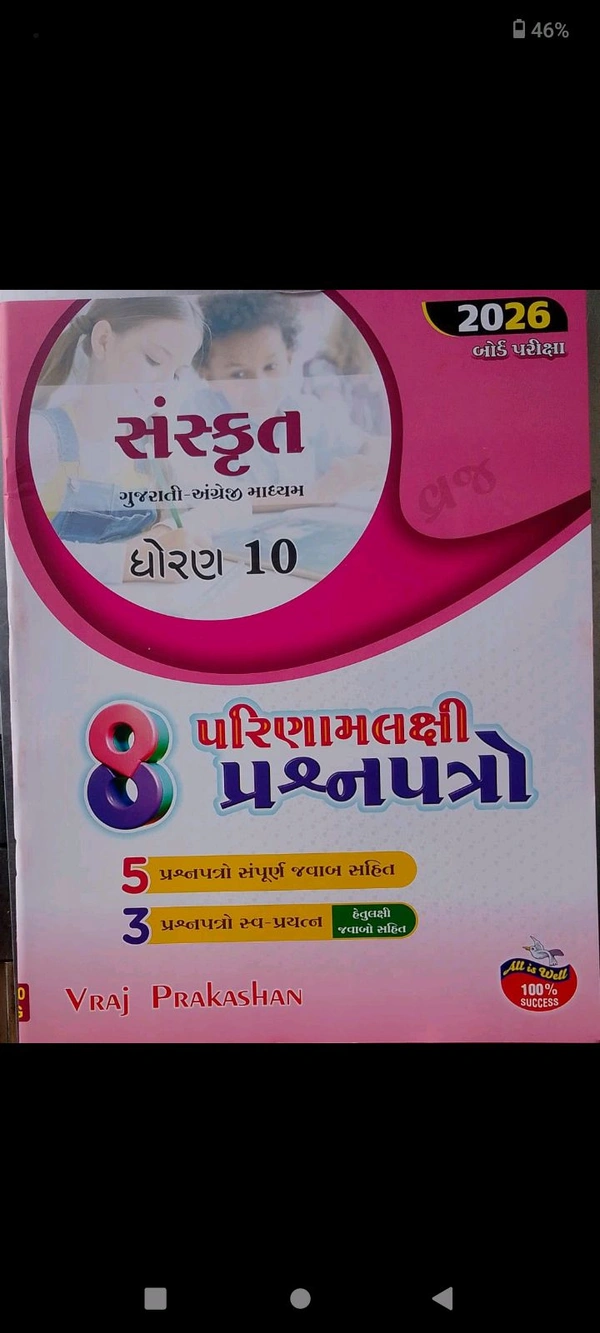 46%
2026
બોર્ડ પરીક્ષા
સંસ્કૃત
ગુજરાતી-અંગ્રેજી માધ્યમ
ધોરણ 10
વ્રજ
8 પરિણામલક્ષી
પ્રશ્નપત્રો
5 પ્રશ્નપત્રો સંપૂર્ણ જવાબ સહિત
3 પ્રશ્નપત્રો સ્વ-પ્રયત્ન હેતુલક્ષી
જવાબો સહિત
VRAJ PRAKASHAN
All is Well
100%
SUCCESS